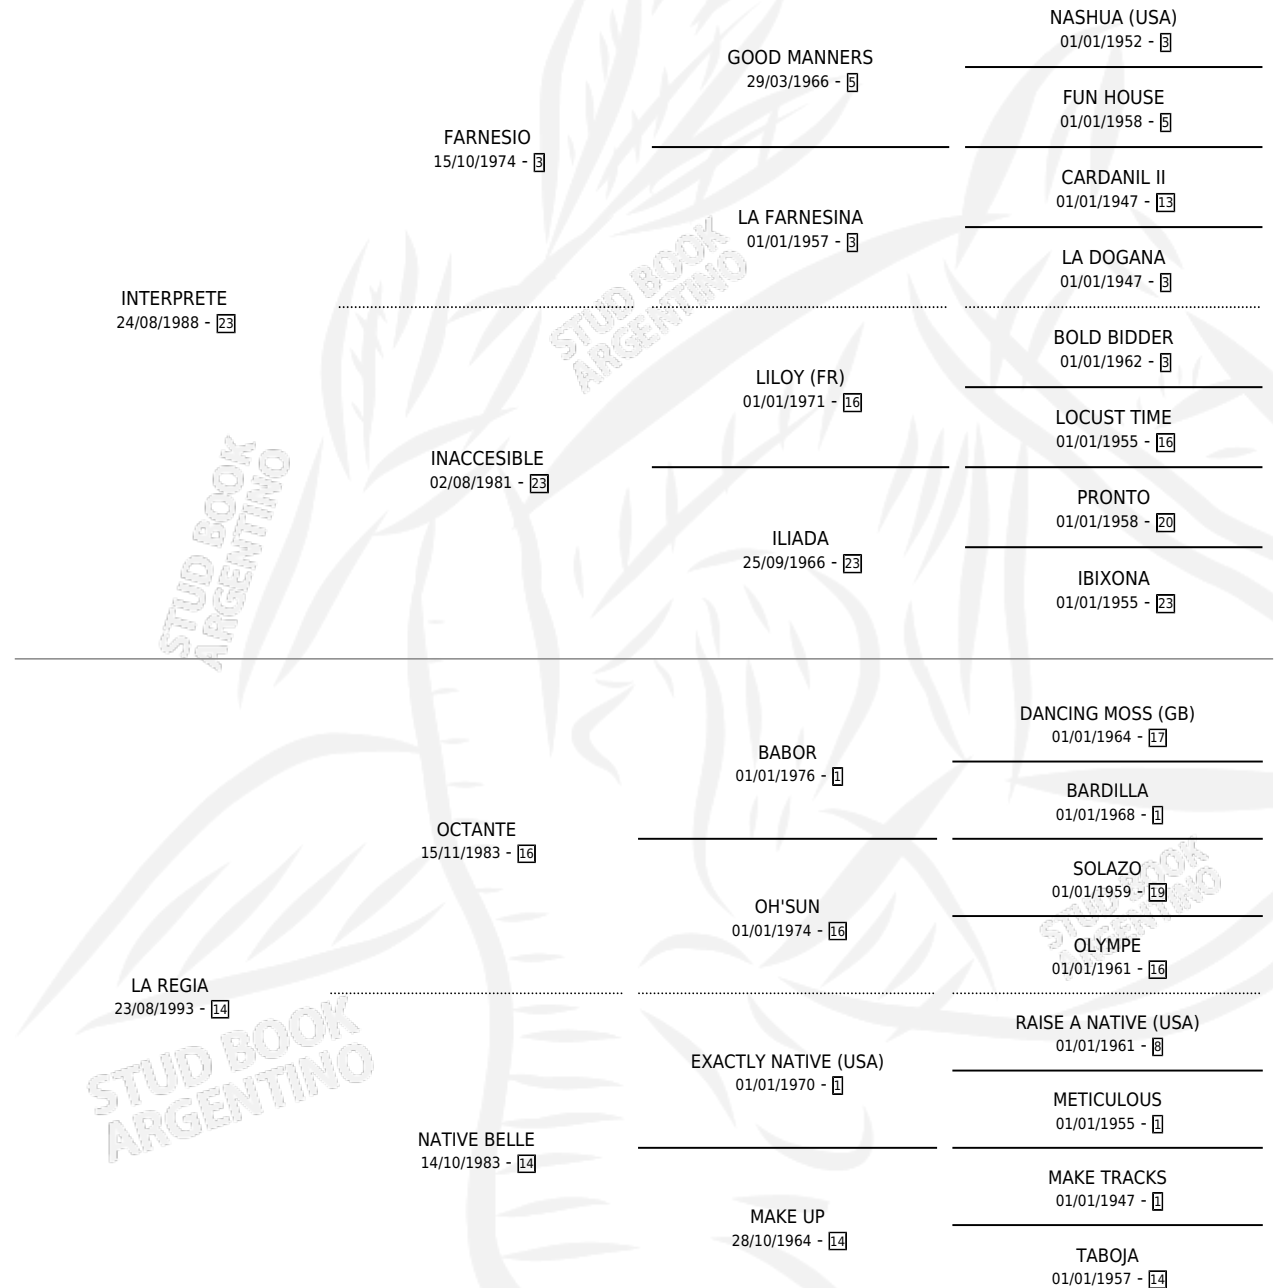 NASHUA (USA)
01/01/1952 - 3
GOOD MANNERS
29/03/1966 - 5
FUN HOUSE
01/01/1958 - 5
FARNESIO
15/10/1974 - 3
CARDANIL II
01/01/1947 - 13
LA FARNESINA
01/01/1957 - 3
LA DOGANA
01/01/1947 - 3
INTERPRETE
24/08/1988 - 23
BOLD BIDDER
01/01/1962 - 3
LILOY (FR)
01/01/1971 - 16
LOCUST TIME
01/01/1955 - 16
INACCESIBLE
02/08/1981 - 23
PRONTO
01/01/1958 - 20
ILIADA
25/09/1966 - 23
IBIXONA
01/01/1955 - 23
DANCING MOSS (GB)
01/01/1964 - 17
BABOR
01/01/1976 - 1
BARDILLA
01/01/1968 - 1
OCTANTE
15/11/1983 - 16
SOLAZO
01/01/1959 - 19
OH'SUN
01/01/1974 - 16
OLYMPE
01/01/1961 - 16
LA REGIA
23/08/1993 - 14
RAISE A NATIVE (USA)
01/01/1961 - 8
EXACTLY NATIVE (USA)
01/01/1970 - 1
METICULOUS
01/01/1955 - 1
NATIVE BELLE
14/10/1983 - 14
MAKE TRACKS
01/01/1947 - 1
MAKE UP
28/10/1964 - 14
TABOJA
01/01/1957 - 14
STUD BOOK
ARGENTINO
STUD BOOK
ARGENTINO
STUD BOOK
ARGENTINO
STUD BOOK
ARGENTINO